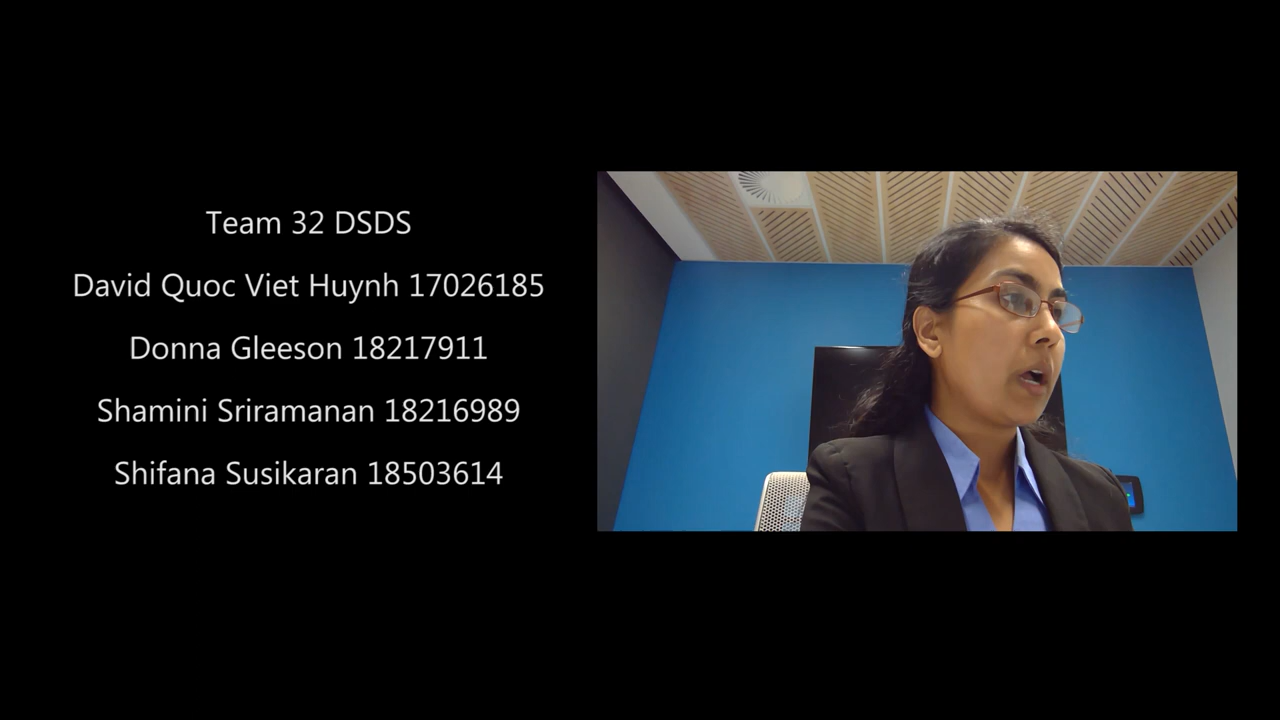 Team 32 DSDS
David Quoc Viet Huynh 17026185
Donna Gleeson 18217911
Shamini Sriramanan 18216989
Shifana Susikaran 18503614